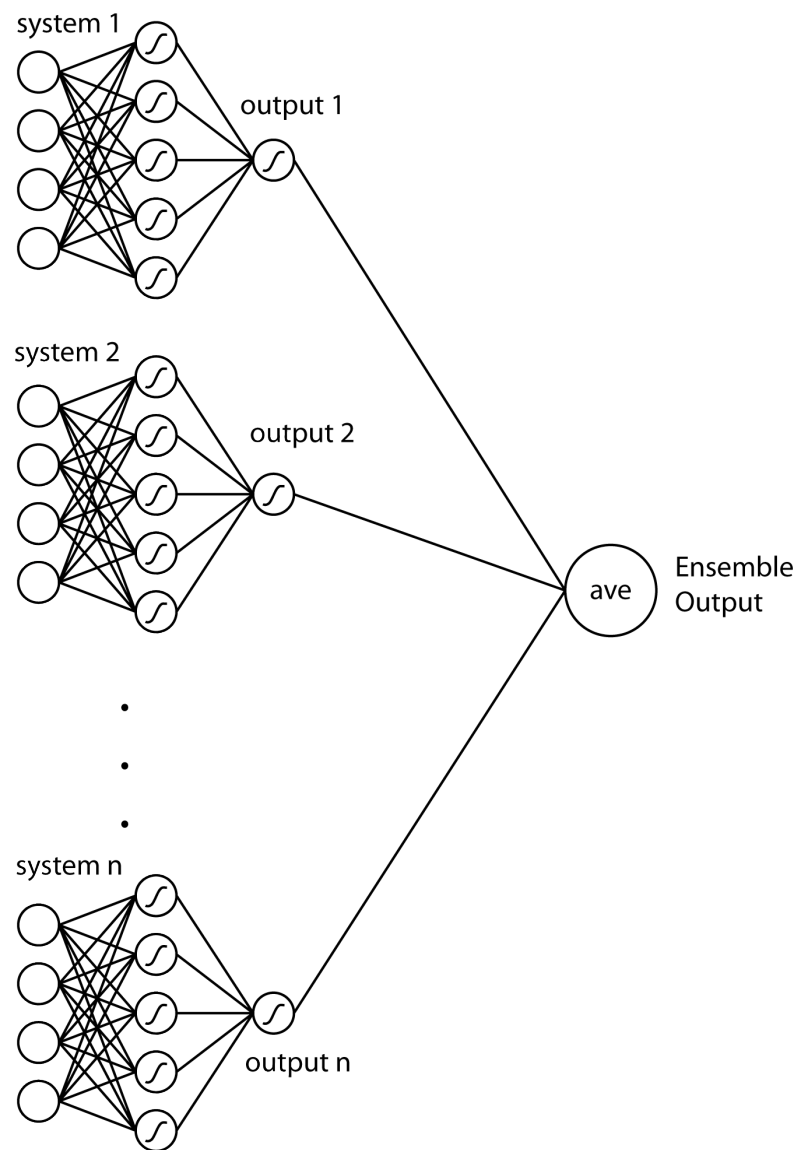 system 1
output 1
system 2
output 2
ave
Ensemble
Output
system n
output n